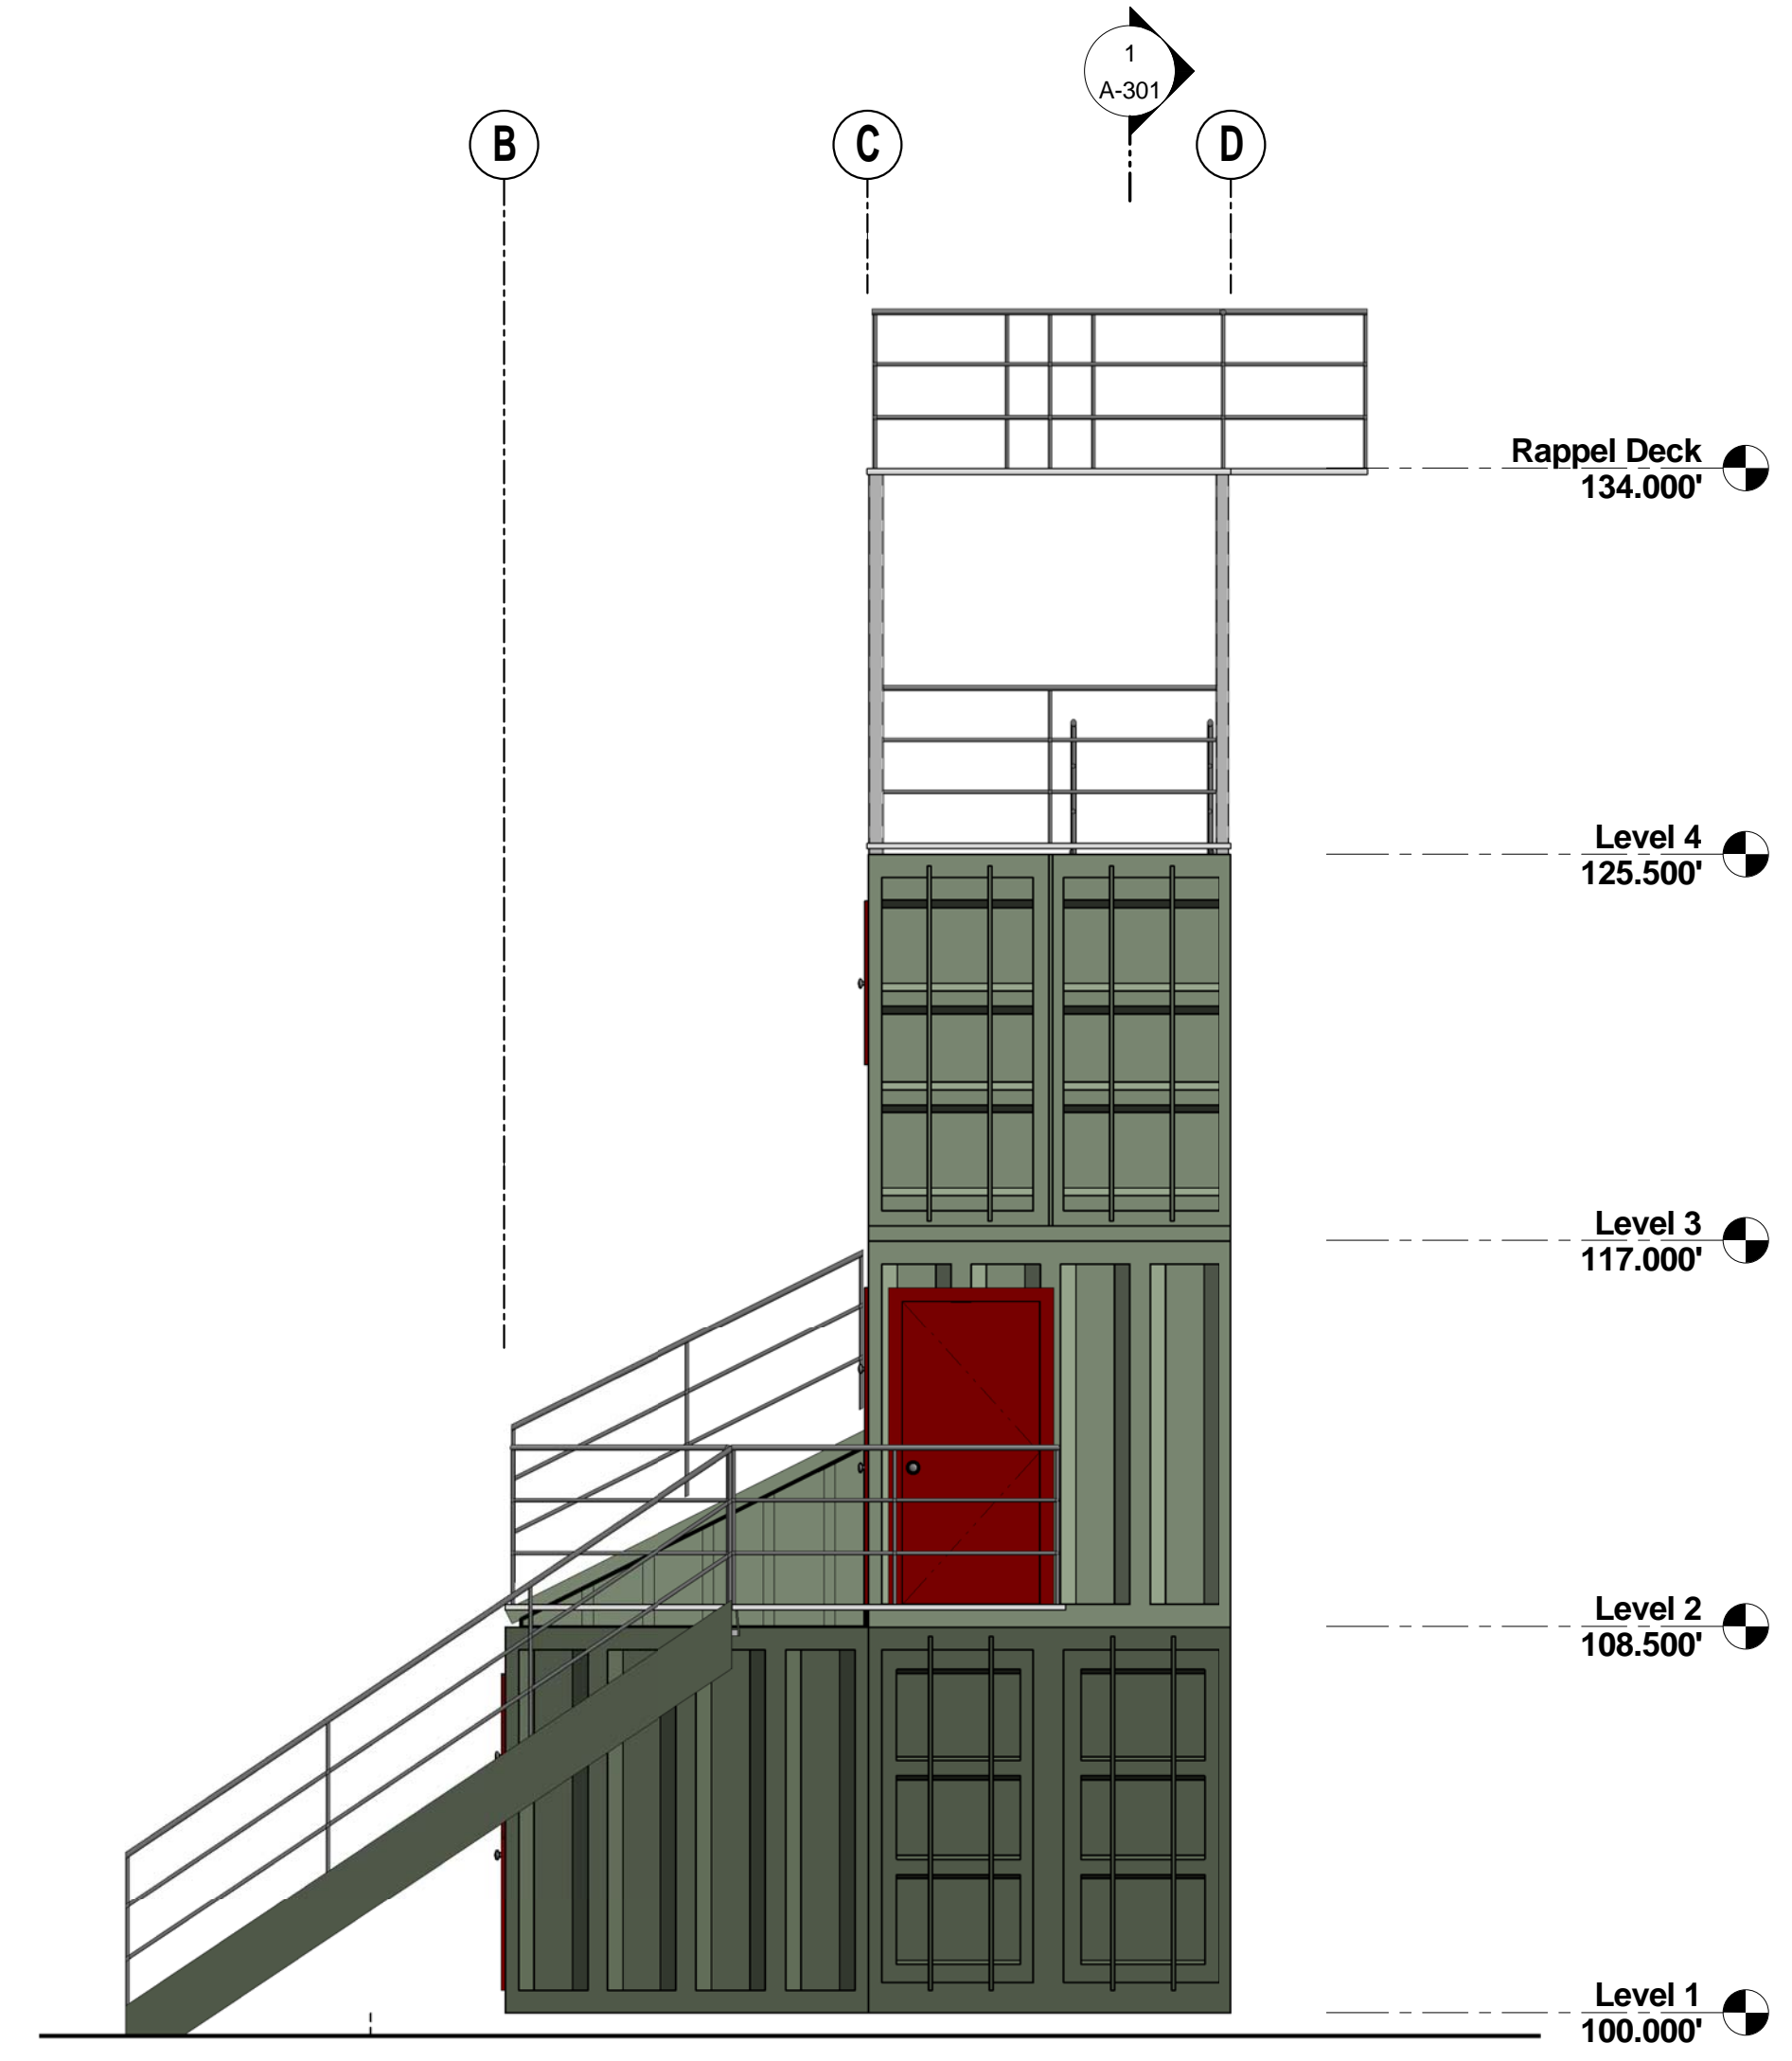 1
A-301
B
C
D
Rappel Deck
134.000'
Level 4
125.500'
Level 3
117.000'
Level 2
108.500'
Level 1
100.000'